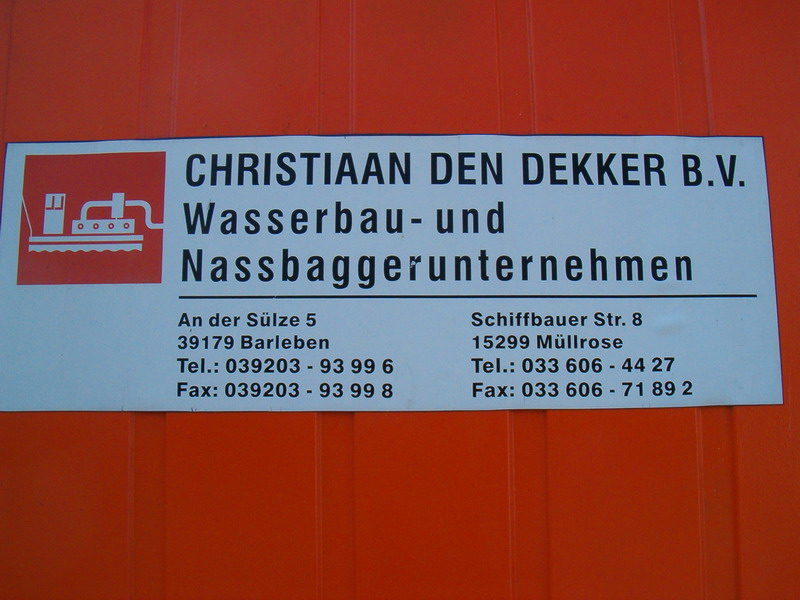 CHRISTIAAN DEN DEKKER B.V.
Wasserbau- und
Nassbaggerunternehmen
An der Sülze 5
39179 Barleben
Tel.: 039203 - 93 99 6
Fax: 039203 - 93 99 8
Schiffbauer Str. 8
15299 Müllrose
Tel.: 033 606 - 44 27
Fax: 033 606 - 71 89 2